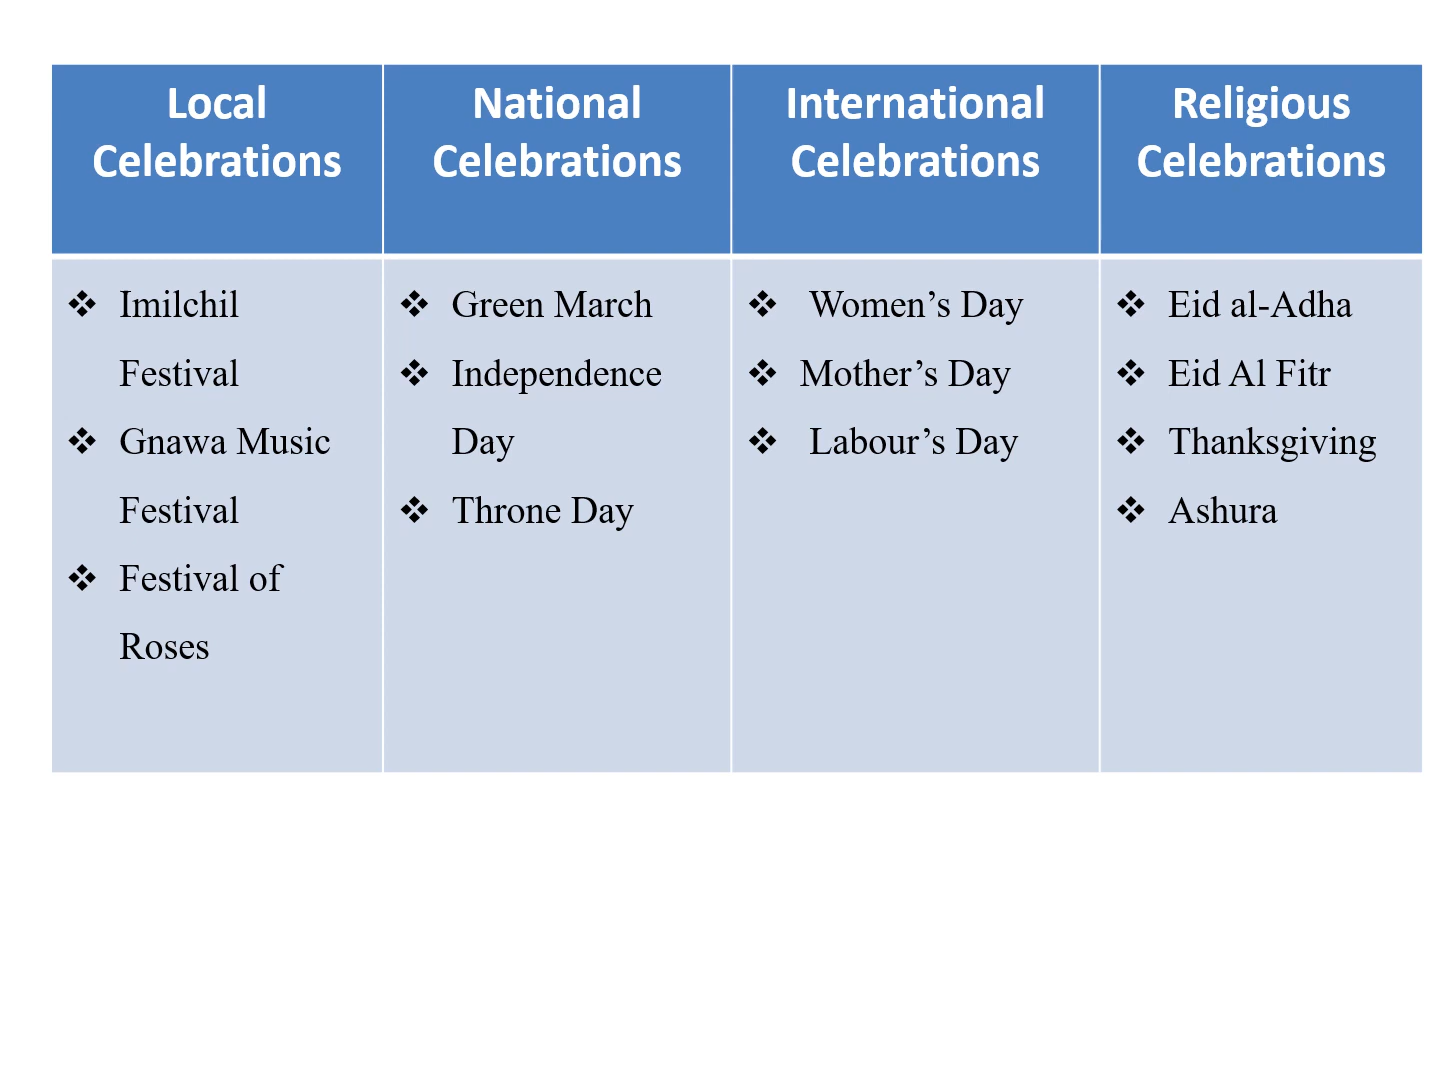 Local
Celebrations
National
Celebrations
International
Celebrations
Religious
Celebrations
❖ Imilchil
Festival
❖ Gnawa Music
Festival
❖ Festival of
Roses
❖ Green March
❖ Independence
Day
❖ Throne Day
❖ Women’s Day
❖ Mother’s Day
❖ Labour’s Day
❖ Eid al-Adha
❖ Eid Al Fitr
❖ Thanksgiving
❖ Ashura